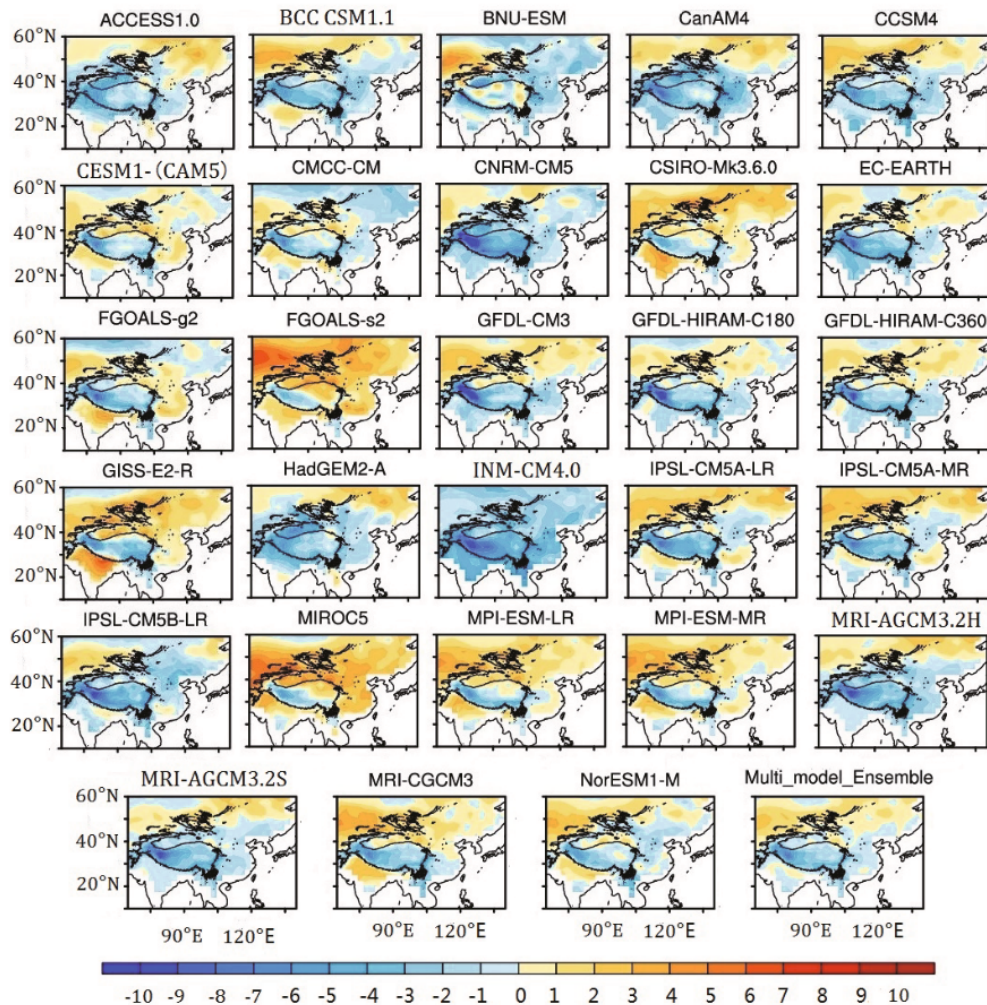 ACCESS1.0 BCC CSM1.1 BNU-ESM CanAM4 CCSM4
60°N
40°N
20°N
CESM1-(CAM5) CMCC-CM CNRM-CM5 CSIRO-Mk3.6.0 EC-EARTH
60°N
40°N
20°N
FGOALS-g2 FGOALS-s2 GFDL-CM3 GFDL-HIRAM-C180 GFDL-HIRAM-C360
60°N
40°N
20°N
GISS-E2-R HadGEM2-A INM-CM4.0 IPSL-CM5A-LR IPSL-CM5A-MR
60°N
40°N
20°N
IPSL-CM5B-LR MIROC5 MPI-ESM-LR MPI-ESM-MR MRI-AGCM3.2H
60°N
40°N
20°N
MRI-AGCM3.2S MRI-CGCM3 NorESM1-M Multi_model_Ensemble
60°N
40°N
20°N
90°E 120°E 90°E 120°E 90°E 120°E 90°E 120°E
-10 -9 -8 -7 -6 -5 -4 -3 -2 -1 0 1 2 3 4 5 6 7 8 9 10